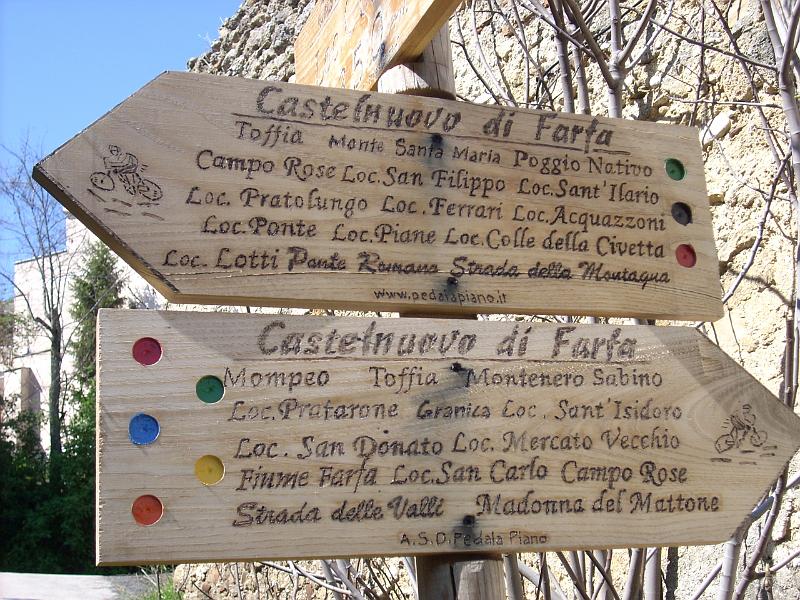 Castelnuovo di Farfa
Toffia Monte Santa Maria Poggio Nativo
Campo Rose Loc.San Filippo Loc.Sant'Ilario
Loc. Pratolungo Loc.Ferrari Loc.Acquazzoni
Loc.Ponte Loc.Piane Loc.Colle della Civetta
Loc. Lotti Ponte Romano Strada della Montagna
www.pedalapiano.it
Castelnuovo di Farfa
Mompeo Toffia Montenero Sabino
Loc.Pratarone Granica Loc. Sant'Isidoro
Loc. San Donato Loc. Mercato Vecchio
Fiume Farfa Loc.San Carlo Campo Rose
Strada delle Valli Madonna del Mattone
A.S.D.Pedala Piano